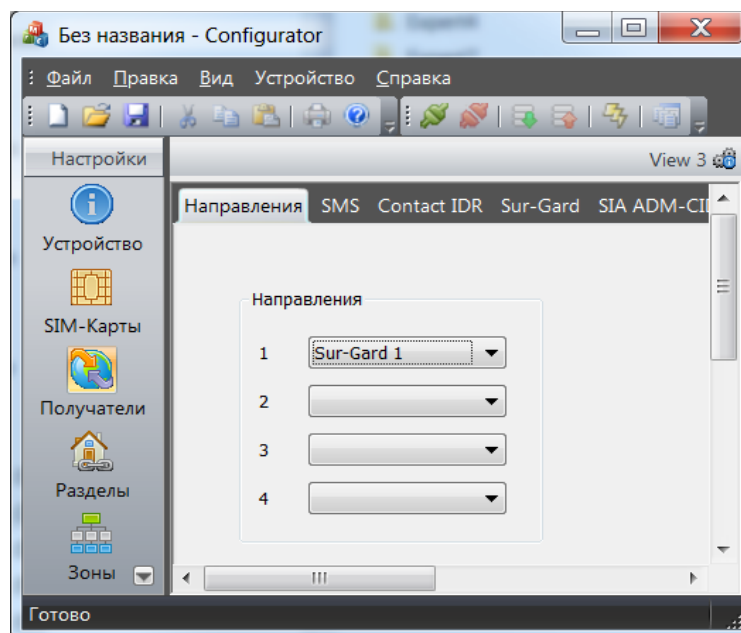 Без названия - Configurator
Файл Правка Вид Устройство Справка
Настройки
View 3
Устройство
SIM-Карты
Получатели
Разделы
Зоны
Направления SMS Contact IDR Sur-Gard SIA ADM-CI
Направления
1 Sur-Gard 1
2
3
4
Готово